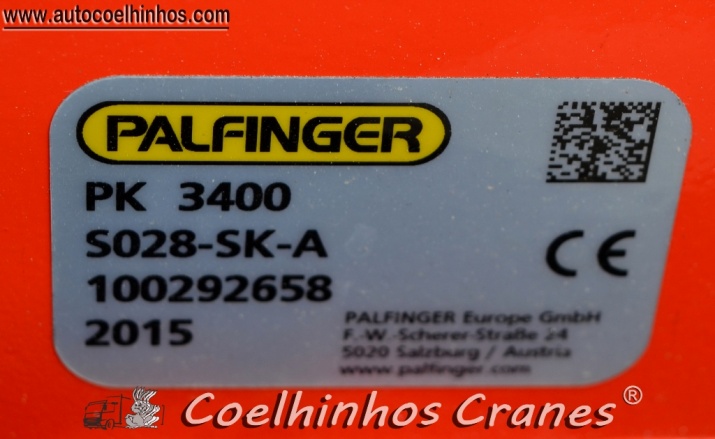 www.autocoelhinhos.com
PALFINGER
PK 3400
S028-SK-A
100292658
2015
CE
PALFINGER Europe GmbH
F.-W.-Scherer-Straße 24
5020 Salzburg / Austria
www.palfinger.com
Coelhinhos Cranes®